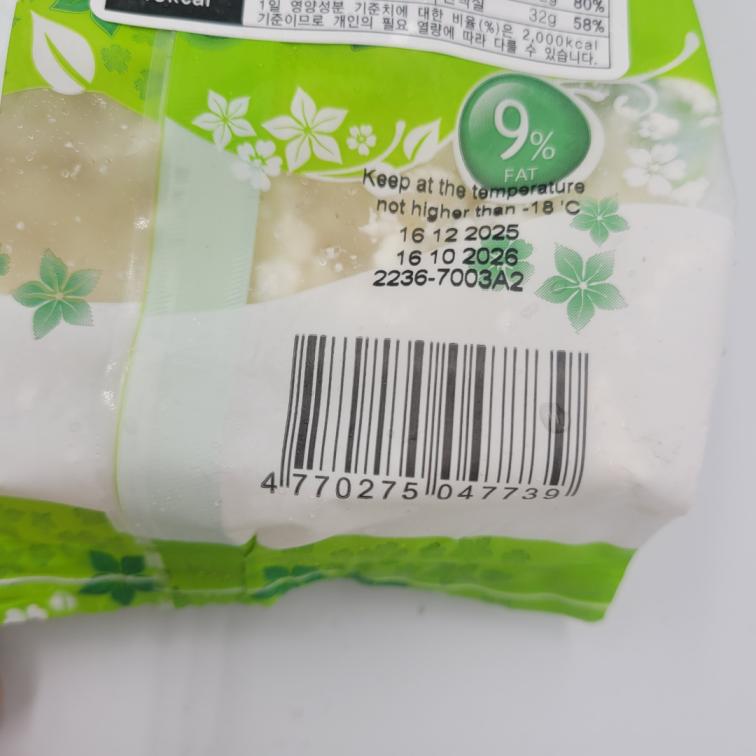 80%
32g 58%
1일 영양성분 기준치에 대한 비율(%)은 2,000kcal
기준이므로 개인의 필요 열량에 따라 다를 수 있습니다.
9%
FAT
Keep at the temperature
not higher than -18 'C
16 12 2025
16 10 2026
2236-7003A2
4 770275 047739